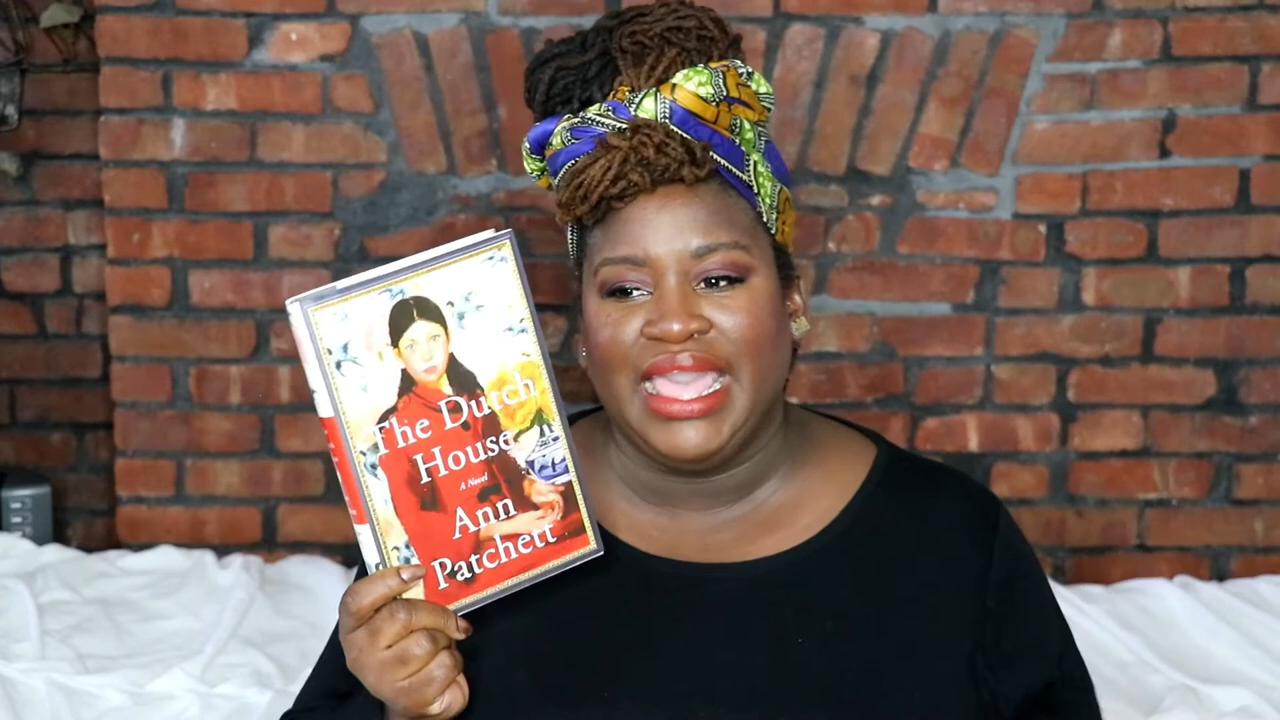 The Dutch
House
A Novel
Ann
Patchett